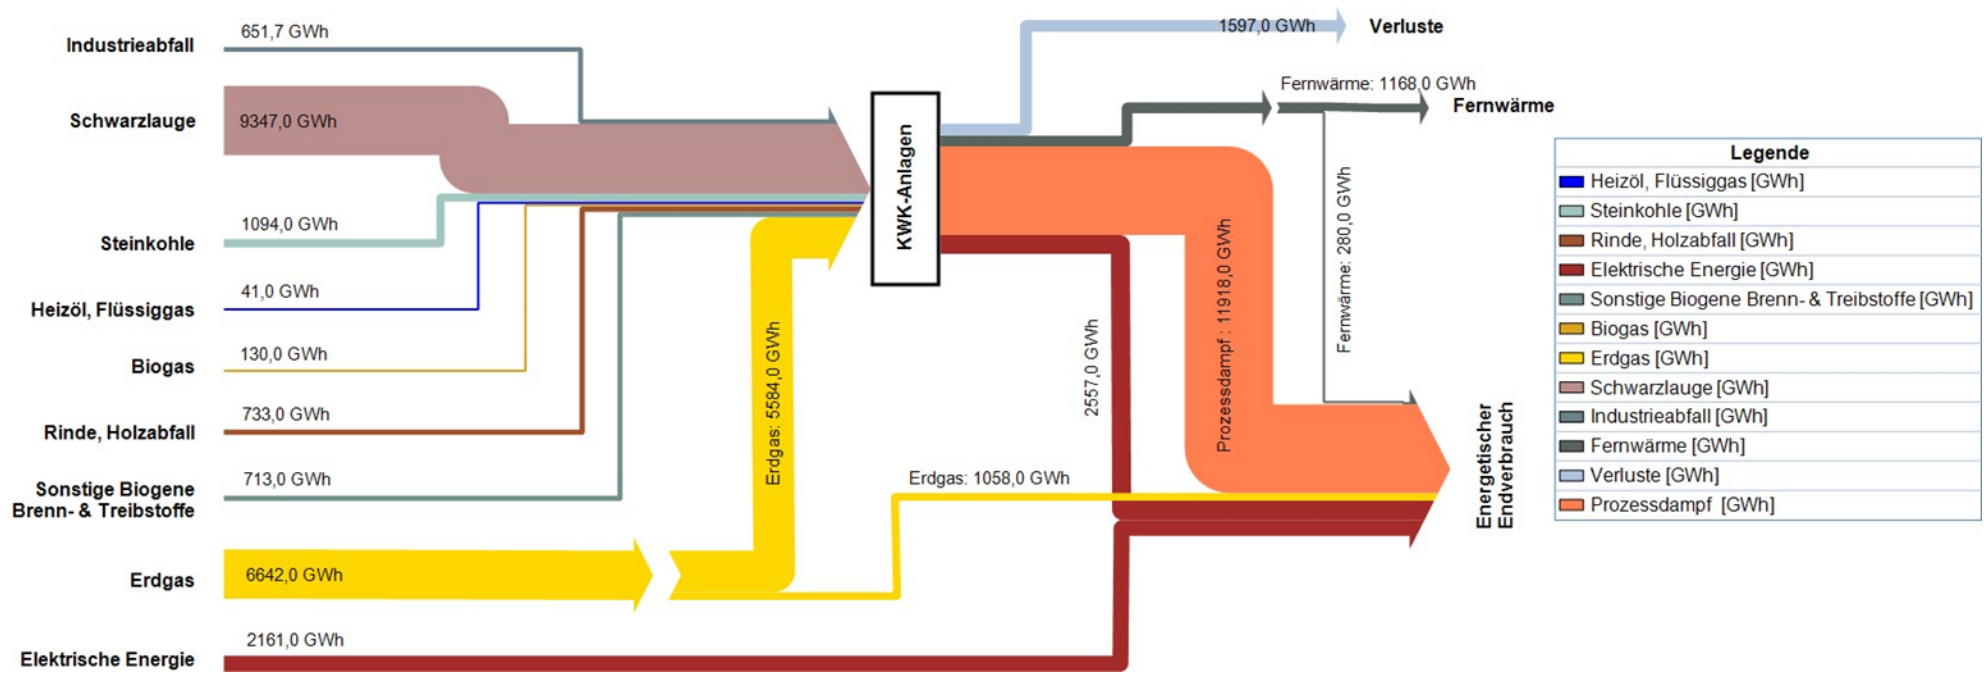 Industrieabfall
651,7 GWh
Schwarzlauge
9347,0 GWh
Steinkohle
1094,0 GWh
Heizöl, Flüssiggas
41,0 GWh
Biogas
130,0 GWh
Rinde, Holzabfall
733,0 GWh
Sonstige Biogene
Brenn- & Treibstoffe
713,0 GWh
Erdgas
6642,0 GWh
Elektrische Energie
2161,0 GWh
Erdgas: 5584,0 GWh
Erdgas: 1058,0 GWh
KWK-Anlagen
1597,0 GWh
Verluste
Fernwärme: 1168,0 GWh
Fernwärme
Fernwärme: 280,0 GWh
Prozessdampf : 11918,0 GWh
2557,0 GWh
Energetischer
Endverbrauch
Legende
Heizöl, Flüssiggas [GWh]
Steinkohle [GWh]
Rinde, Holzabfall [GWh]
Elektrische Energie [GWh]
Sonstige Biogene Brenn- & Treibstoffe [GWh]
Biogas [GWh]
Erdgas [GWh]
Schwarzlauge [GWh]
Industrieabfall [GWh]
Fernwärme [GWh]
Verluste [GWh]
Prozessdampf [GWh]